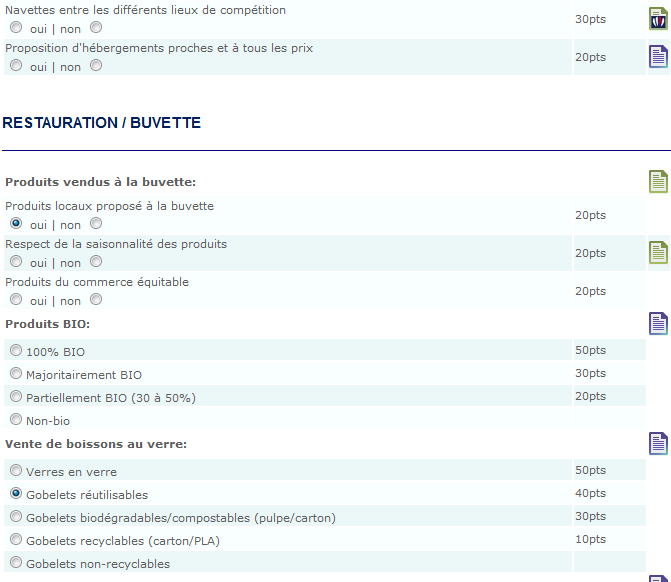 Navettes entre les différents lieux de compétition
oui | non
30pts
Proposition d'hébergements proches et à tous les prix
oui | non
20pts
RESTAURATION / BUVETTE
Produits vendus à la buvette:
Produits locaux proposé à la buvette
oui | non
20pts
Respect de la saisonnalité des produits
oui | non
20pts
Produits du commerce équitable
oui | non
20pts
Produits BIO:
100% BIO 50pts
Majoritairement BIO 30pts
Partiellement BIO (30 à 50%) 20pts
Non-bio
Vente de boissons au verre:
Verres en verre 50pts
Gobelets réutilisables 40pts
Gobelets biodégradables/compostables (pulpe/carton) 30pts
Gobelets recyclables (carton/PLA) 10pts
Gobelets non-recyclables